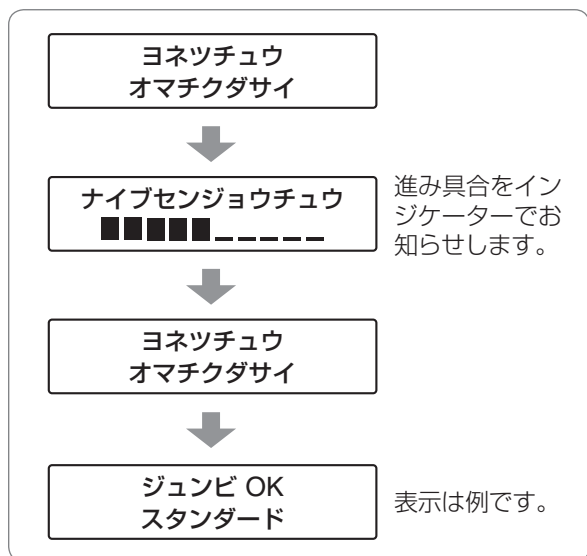 ヨネツチュウ
オマチクダサイ
ナイブセンジョウチュウ
進み具合をイン
ジケーターでお
知らせします。
ヨネツチュウ
オマチクダサイ
ジュンビ OK
スタンダード
表示は例です。